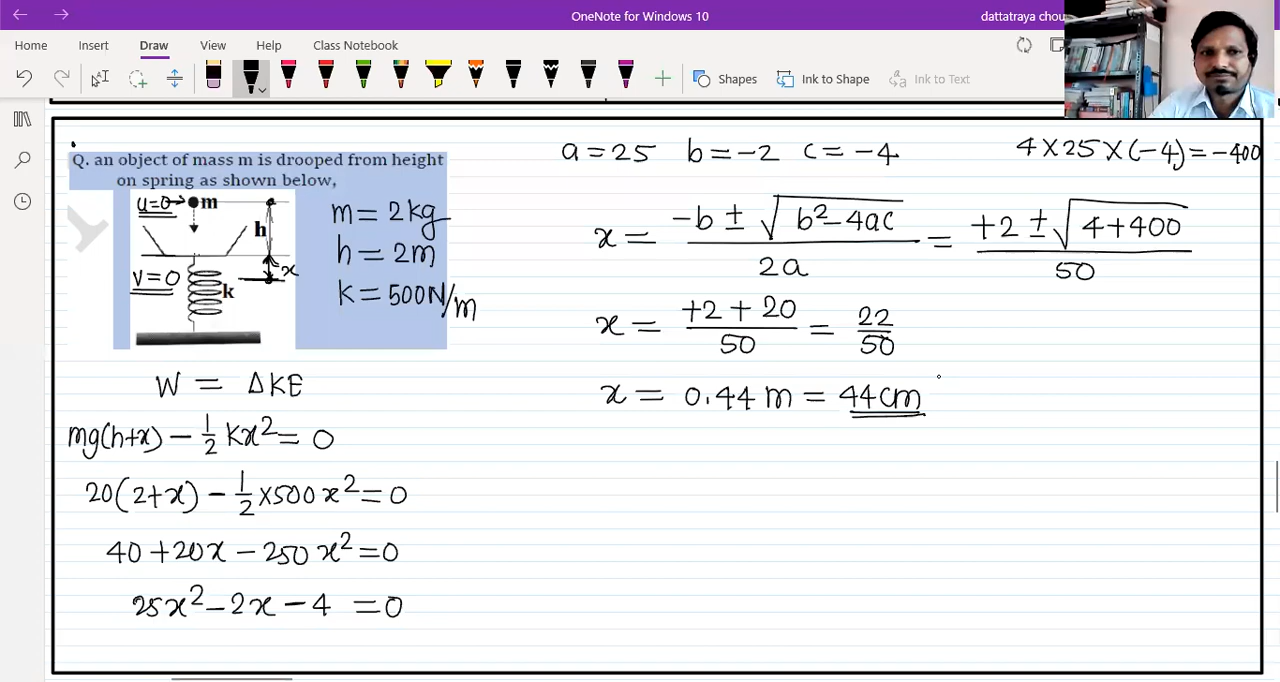 OneNote for Windows 10
dattatraya chou
Home Insert Draw View Help Class Notebook
Shapes Ink to Shape Ink to Text
Q. an object of mass m is drooped from height
on spring as shown below,
u=0 m
h
x
v=0
k
m = 2kg
h = 2m
k = 500N/m
W = ΔKE
mg(h+x) - 1/2 Kx² = 0
20(2+x) - 1/2 ×500x² = 0
40 + 20x - 250x² = 0
25x² - 2x - 4 = 0
a = 25 b = -2 c = -4 4×25×(-4) = -400
x = (-b ± √(b²-4ac)) / 2a = (+2 ± √(4+400)) / 50
x = (+2 + 20) / 50 = 22/50
x = 0.44 m = 44cm